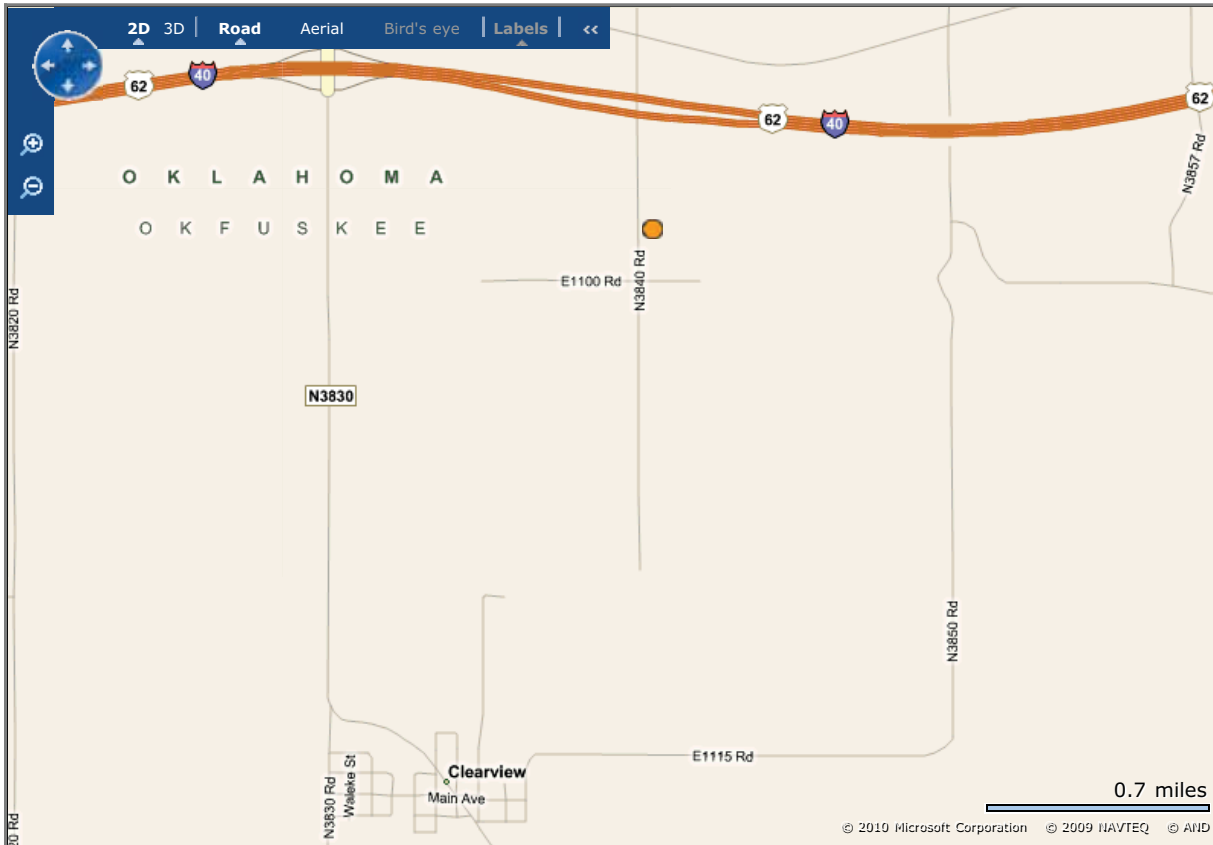 2D 3D Road Aerial Bird's eye Labels <<
62 40
62 40
62
N3857 Rd
O K L A H O M A
O K F U S K E E
E1100 Rd
N3840 Rd
N3820 Rd
N3830
N3850 Rd
E1115 Rd
Clearview
Main Ave
Waleke St
N3830 Rd
20 Rd
0.7 miles
© 2010 Microsoft Corporation © 2009 NAVTEQ © AND